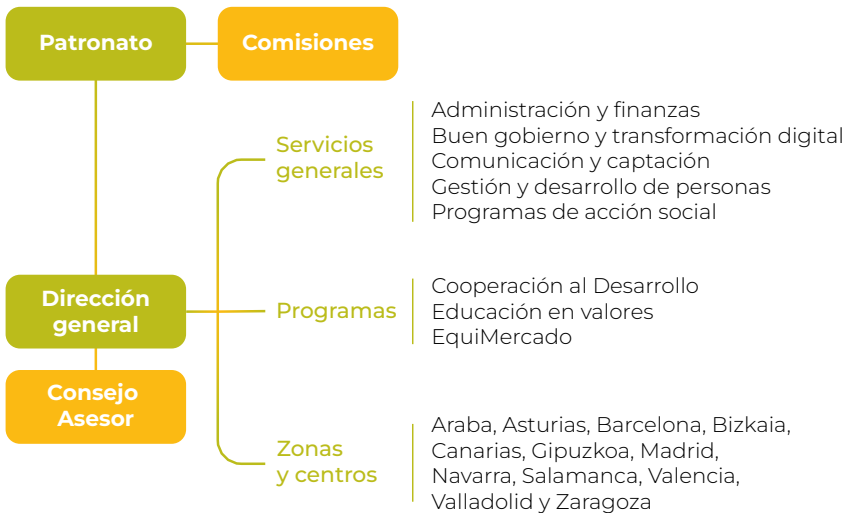 Patronato
Comisiones
Servicios
generales
Administración y finanzas
Buen gobierno y transformación digital
Comunicación y captación
Gestión y desarrollo de personas
Programas de acción social
Dirección
general
Programas
Cooperación al Desarrollo
Educación en valores
EquiMercado
Consejo
Asesor
Zonas
y centros
Araba, Asturias, Barcelona, Bizkaia,
Canarias, Gipuzkoa, Madrid,
Navarra, Salamanca, Valencia,
Valladolid y Zaragoza